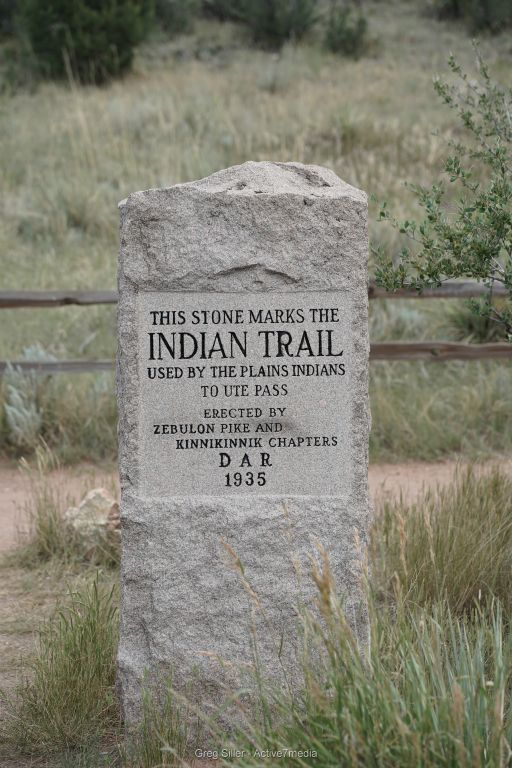 THIS STONE MARKS THE
INDIAN TRAIL
USED BY THE PLAINS INDIANS
TO UTE PASS
ERECTED BY
ZEBULON PIKE AND
KINNIKINNIK CHAPTERS
D A R
1935
Greg Siller - Active7media